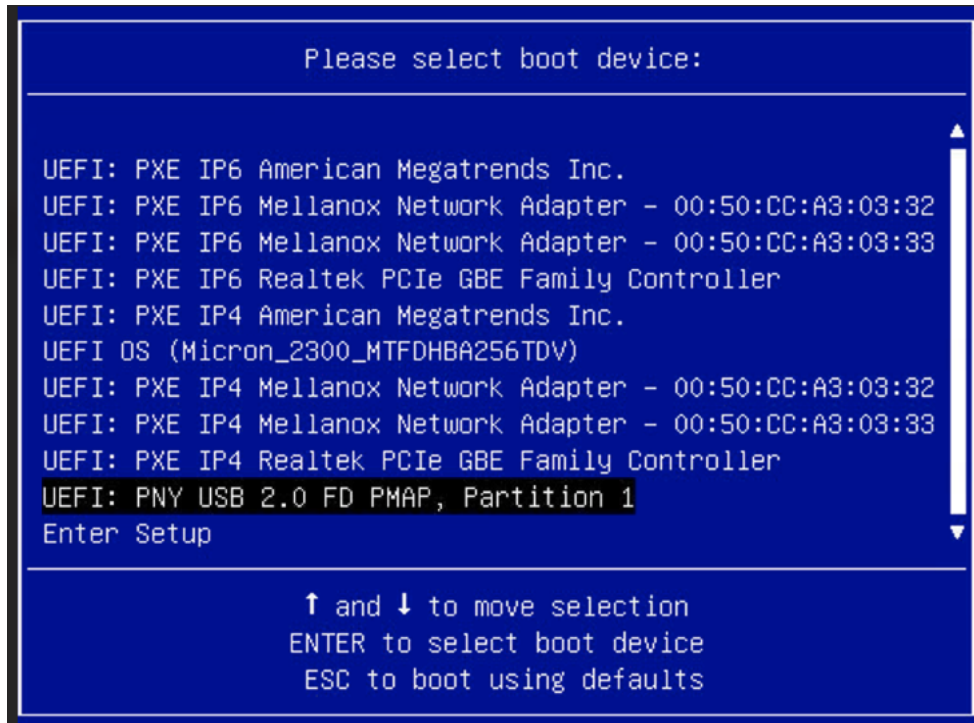 Please select boot device:
UEFI: PXE IP6 American Megatrends Inc.
UEFI: PXE IP6 Mellanox Network Adapter – 00:50:CC:A3:03:32
UEFI: PXE IP6 Mellanox Network Adapter – 00:50:CC:A3:03:33
UEFI: PXE IP6 Realtek PCIe GBE Family Controller
UEFI: PXE IP4 American Megatrends Inc.
UEFI OS (Micron_2300_MTFDHBA256TDV)
UEFI: PXE IP4 Mellanox Network Adapter – 00:50:CC:A3:03:32
UEFI: PXE IP4 Mellanox Network Adapter – 00:50:CC:A3:03:33
UEFI: PXE IP4 Realtek PCIe GBE Family Controller
UEFI: PNY USB 2.0 FD PMAP, Partition 1
Enter Setup
↑ and ↓ to move selection
ENTER to select boot device
ESC to boot using defaults